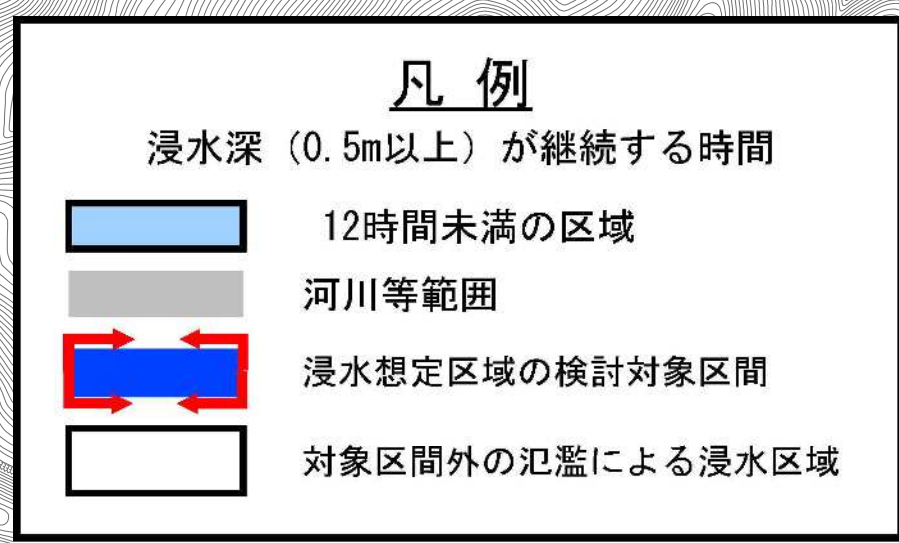 凡 例
浸水深（0.5m以上）が継続する時間
12時間未満の区域
河川等範囲
浸水想定区域の検討対象区間
対象区間外の氾濫による浸水区域